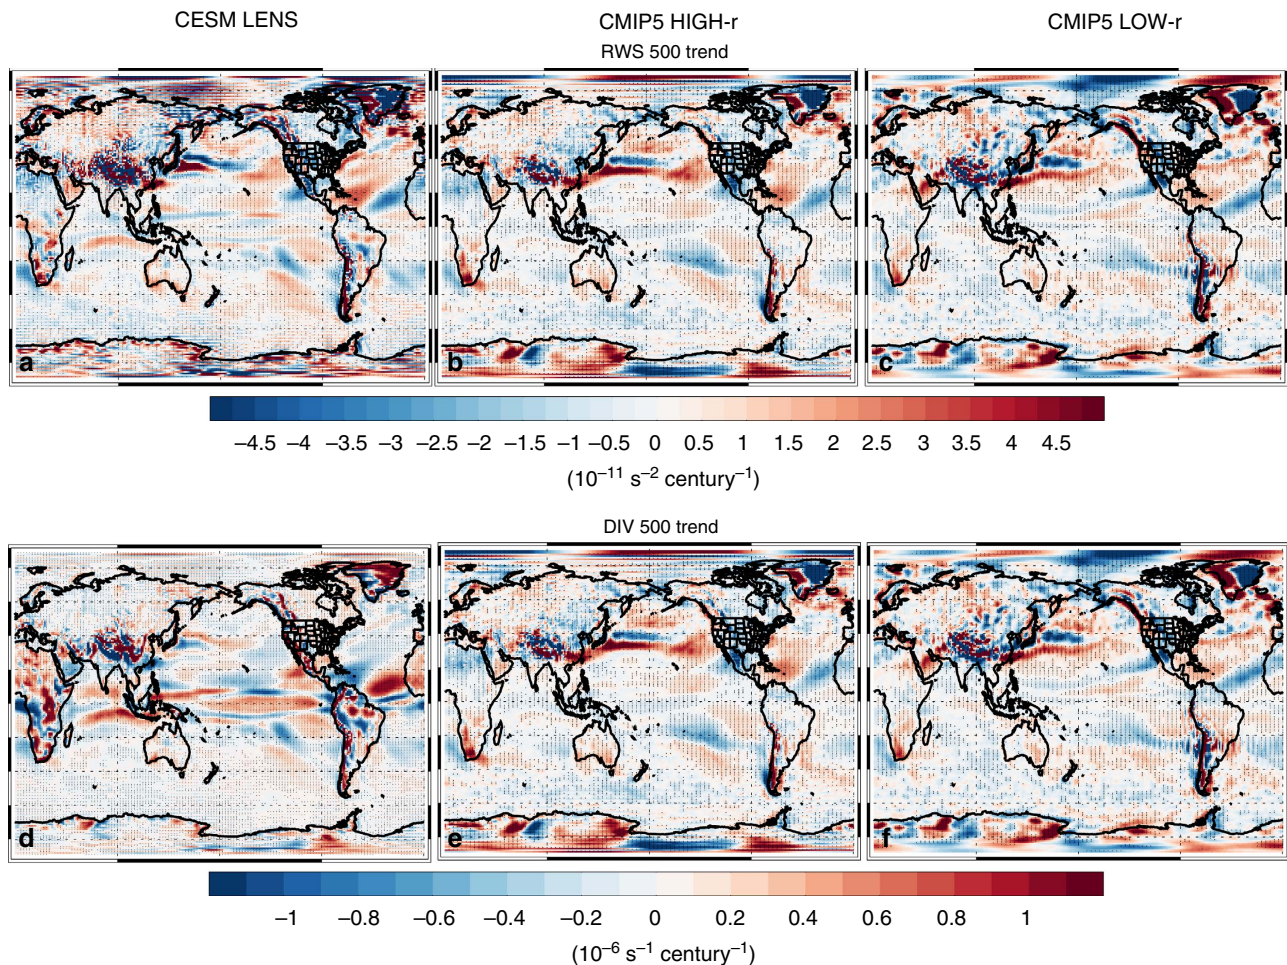 CESM LENS
CMIP5 HIGH-r
CMIP5 LOW-r
RWS 500 trend
a
b
c
−4.5 −4 −3.5 −3 −2.5 −2 −1.5 −1 −0.5 0 0.5 1 1.5 2 2.5 3 3.5 4 4.5
(10⁻¹¹ s⁻² century⁻¹)
DIV 500 trend
d
e
f
−1 −0.8 −0.6 −0.4 −0.2 0 0.2 0.4 0.6 0.8 1
(10⁻⁶ s⁻¹ century⁻¹)